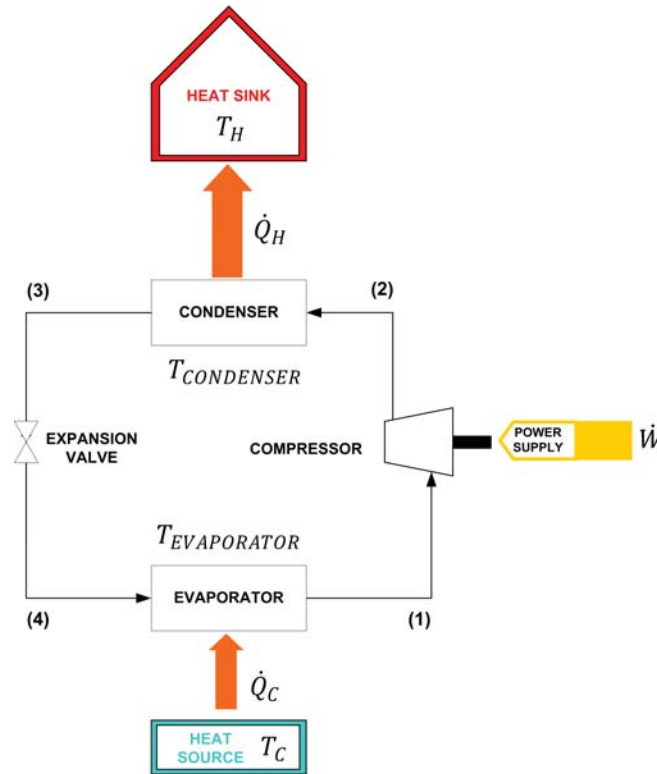 HEAT SINK
T_H
Q̇_H
(3)
(2)
CONDENSER
T_CONDENSER
EXPANSION
VALVE
COMPRESSOR
POWER
SUPPLY
Ẇ
T_EVAPORATOR
EVAPORATOR
(4)
(1)
Q̇_C
HEAT
SOURCE
T_C